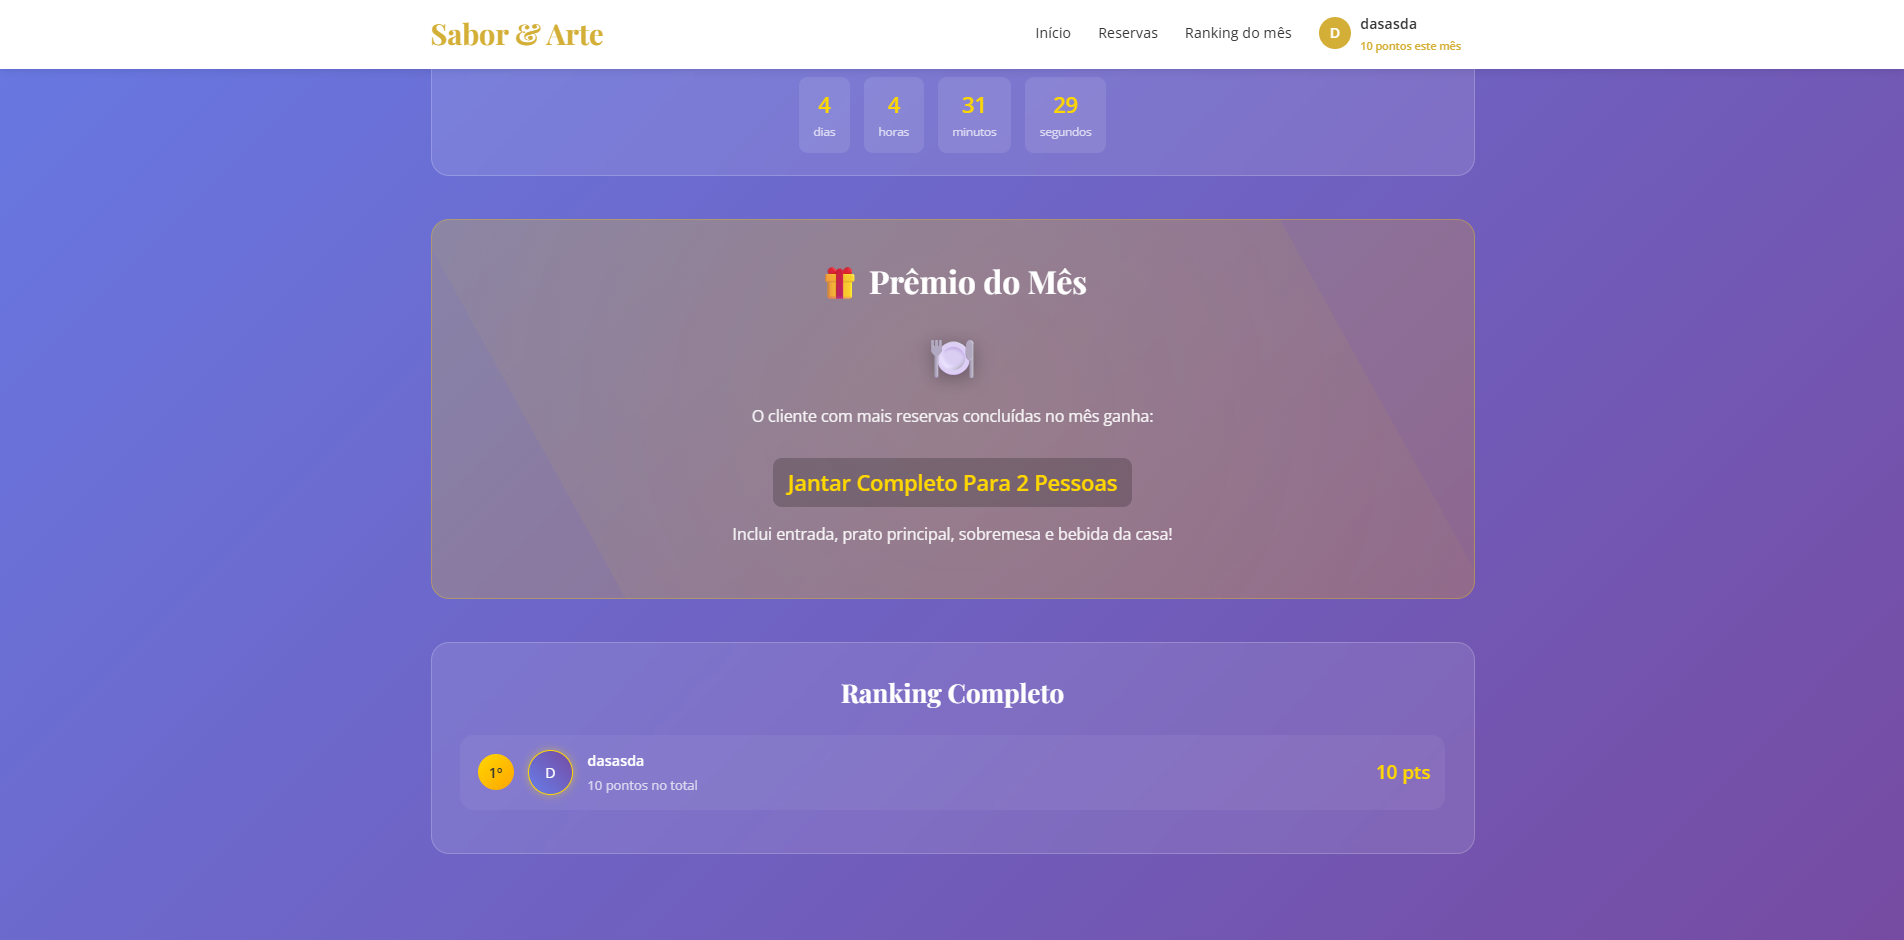 Sabor & Arte
Início
Reservas
Ranking do mês
D
dasasda
10 pontos este mês
4
dias
4
horas
31
minutos
29
segundos
Prêmio do Mês
O cliente com mais reservas concluídas no mês ganha:
Jantar Completo Para 2 Pessoas
Inclui entrada, prato principal, sobremesa e bebida da casa!
Ranking Completo
1º
D
dasasda
10 pontos no total
10 pts